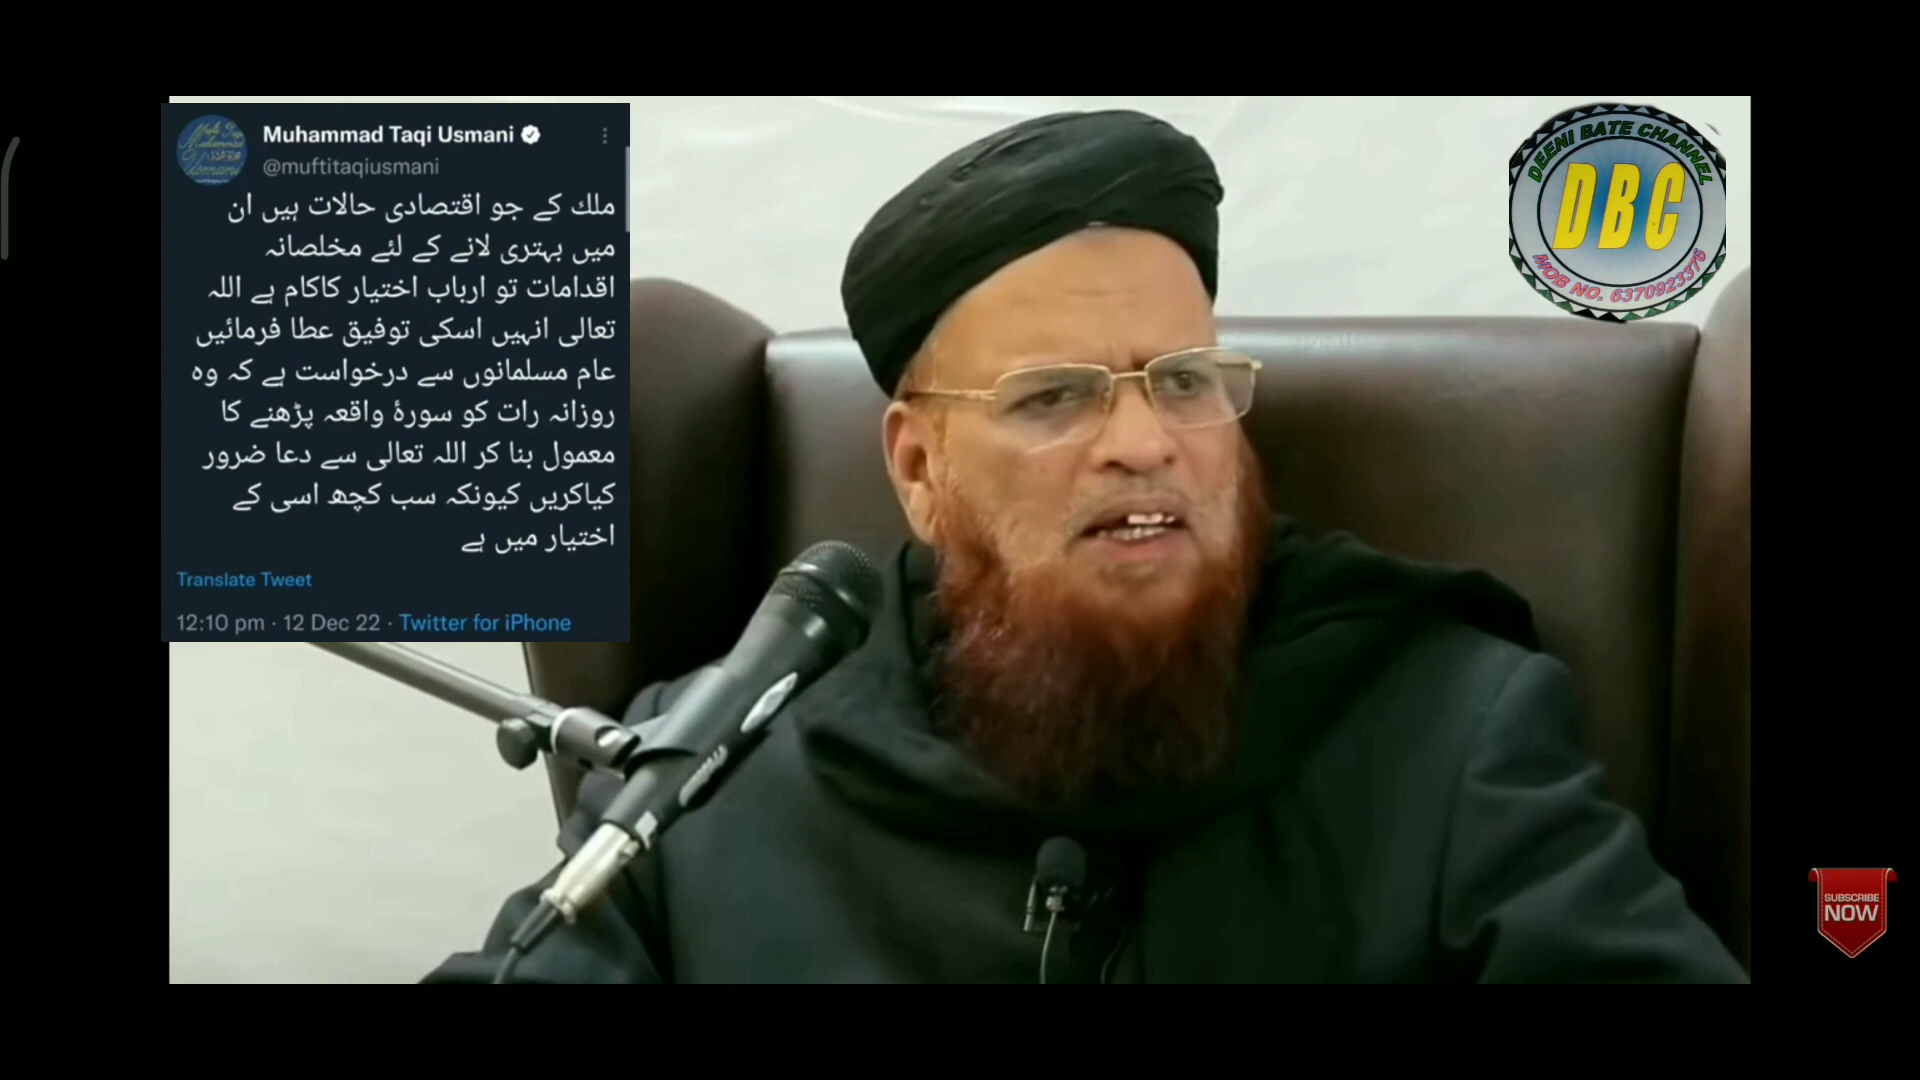 Muhammad Taqi Usmani
@muftitaqiusmani
ملك کے جو اقتصادی حالات ہیں ان
میں بہتری لانے کے لئے مخلصانہ
اقدامات تو ارباب اختیار کاکام ہے اللہ
تعالی انہیں اسکی توفیق عطا فرمائیں
عام مسلمانوں سے درخواست ہے کہ وہ
روزانہ رات کو سورۂ واقعہ پڑھنے کا
معمول بنا کر اللہ تعالی سے دعا ضرور
کیاکریں کیونکہ سب کچھ اسی کے
اختیار میں ہے
Translate Tweet
12:10 pm · 12 Dec 22 · Twitter for iPhone
DEENI BATE CHANNEL
DBC
MOB NO. 6370923376
SUBSCRIBE
NOW